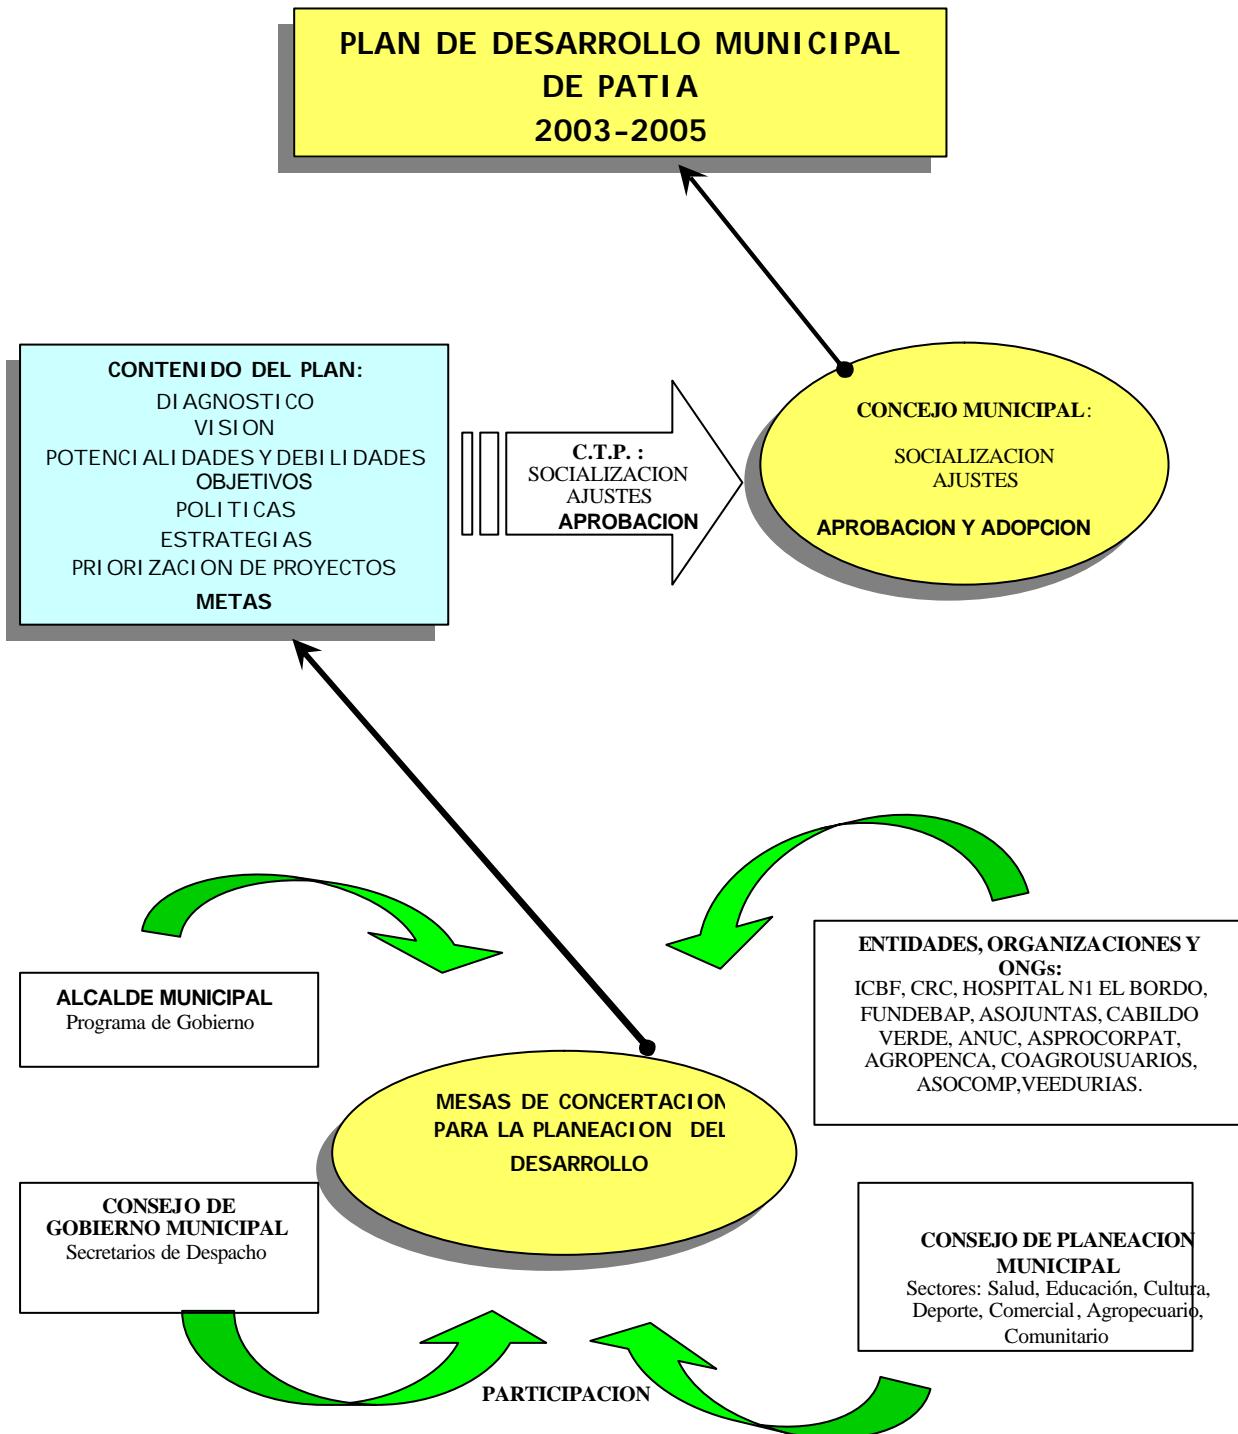 PLAN DE DESARROLLO MUNICIPAL
DE PATIA
2003-2005
CONTENIDO DEL PLAN:
DIAGNOSTICO
VISION
POTENCIALIDADES Y DEBILIDADES
OBJETIVOS
POLITICAS
ESTRATEGIAS
PRIORIZACION DE PROYECTOS
METAS
C.T.P. :
SOCIALIZACION
AJUSTES
APROBACION
CONCEJO MUNICIPAL:
SOCIALIZACION
AJUSTES
APROBACION Y ADOPCION
ALCALDE MUNICIPAL
Programa de Gobierno
ENTIDADES, ORGANIZACIONES Y
ONGs:
ICBF, CRC, HOSPITAL N1 EL BORDO,
FUNDEBAP, ASOJUNTAS, CABILDO
VERDE, ANUC, ASPROCORPAT,
AGROPENCA, COAGROUSUARIOS,
ASOCOMP,VEEDURIAS.
MESAS DE CONCERTACION
PARA LA PLANEACION DEL
DESARROLLO
CONSEJO DE
GOBIERNO MUNICIPAL
Secretarios de Despacho
CONSEJO DE PLANEACION
MUNICIPAL
Sectores: Salud, Educación, Cultura,
Deporte, Comercial, Agropecuario,
Comunitario
PARTICIPACION